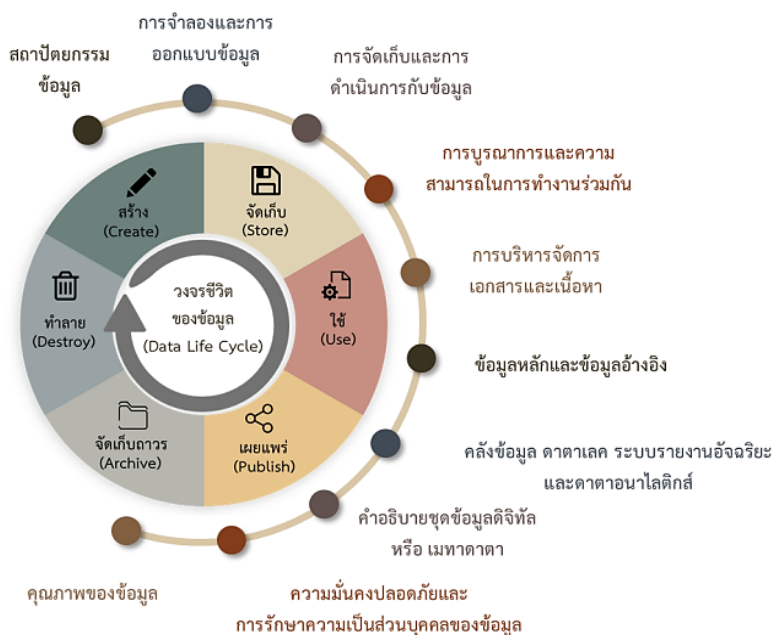 การจำลองและการ
ออกแบบข้อมูล
สถาปัตยกรรม
ข้อมูล
การจัดเก็บและการ
ดำเนินการกับข้อมูล
การบูรณาการและความ
สามารถในการทำงานร่วมกัน
การบริหารจัดการ
เอกสารและเนื้อหา
ข้อมูลหลักและข้อมูลอ้างอิง
คลังข้อมูล ดาตาเลค ระบบรายงานอัจฉริยะ
และดาตาอนาไลติกส์
คำอธิบายชุดข้อมูลดิจิทัล
หรือ เมทาดาตา
ความมั่นคงปลอดภัยและ
การรักษาความเป็นส่วนบุคคลของข้อมูล
คุณภาพของข้อมูล
สร้าง
(Create)
จัดเก็บ
(Store)
ใช้
(Use)
เผยแพร่
(Publish)
จัดเก็บถาวร
(Archive)
ทำลาย
(Destroy)
วงจรชีวิต
ของข้อมูล
(Data Life Cycle)